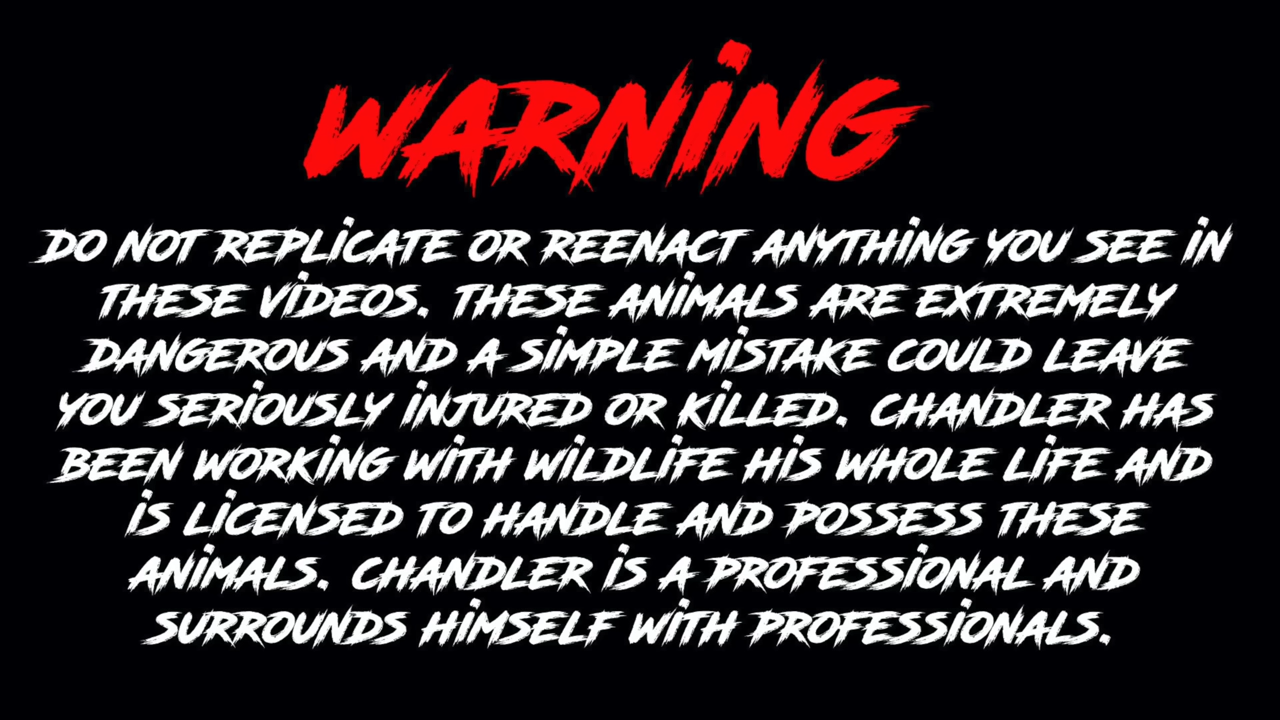 WARNING
DO NOT REPLICATE OR REENACT ANYTHING YOU SEE IN
THESE VIDEOS. THESE ANIMALS ARE EXTREMELY
DANGEROUS AND A SIMPLE MISTAKE COULD LEAVE
YOU SERIOUSLY INJURED OR KILLED. CHANDLER HAS
BEEN WORKING WITH WILDLIFE HIS WHOLE LIFE AND
IS LICENSED TO HANDLE AND POSSESS THESE
ANIMALS. CHANDLER IS A PROFESSIONAL AND
SURROUNDS HIMSELF WITH PROFESSIONALS.